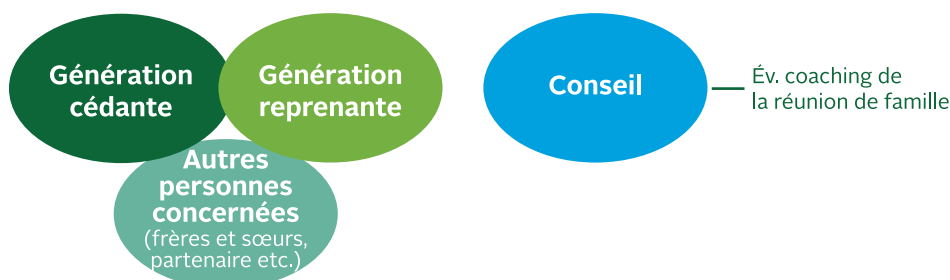 Génération
cédante
Génération
reprenante
Conseil
Év. coaching de
la réunion de famille
Autres
personnes
concernées
(frères et sœurs,
partenaire etc.)